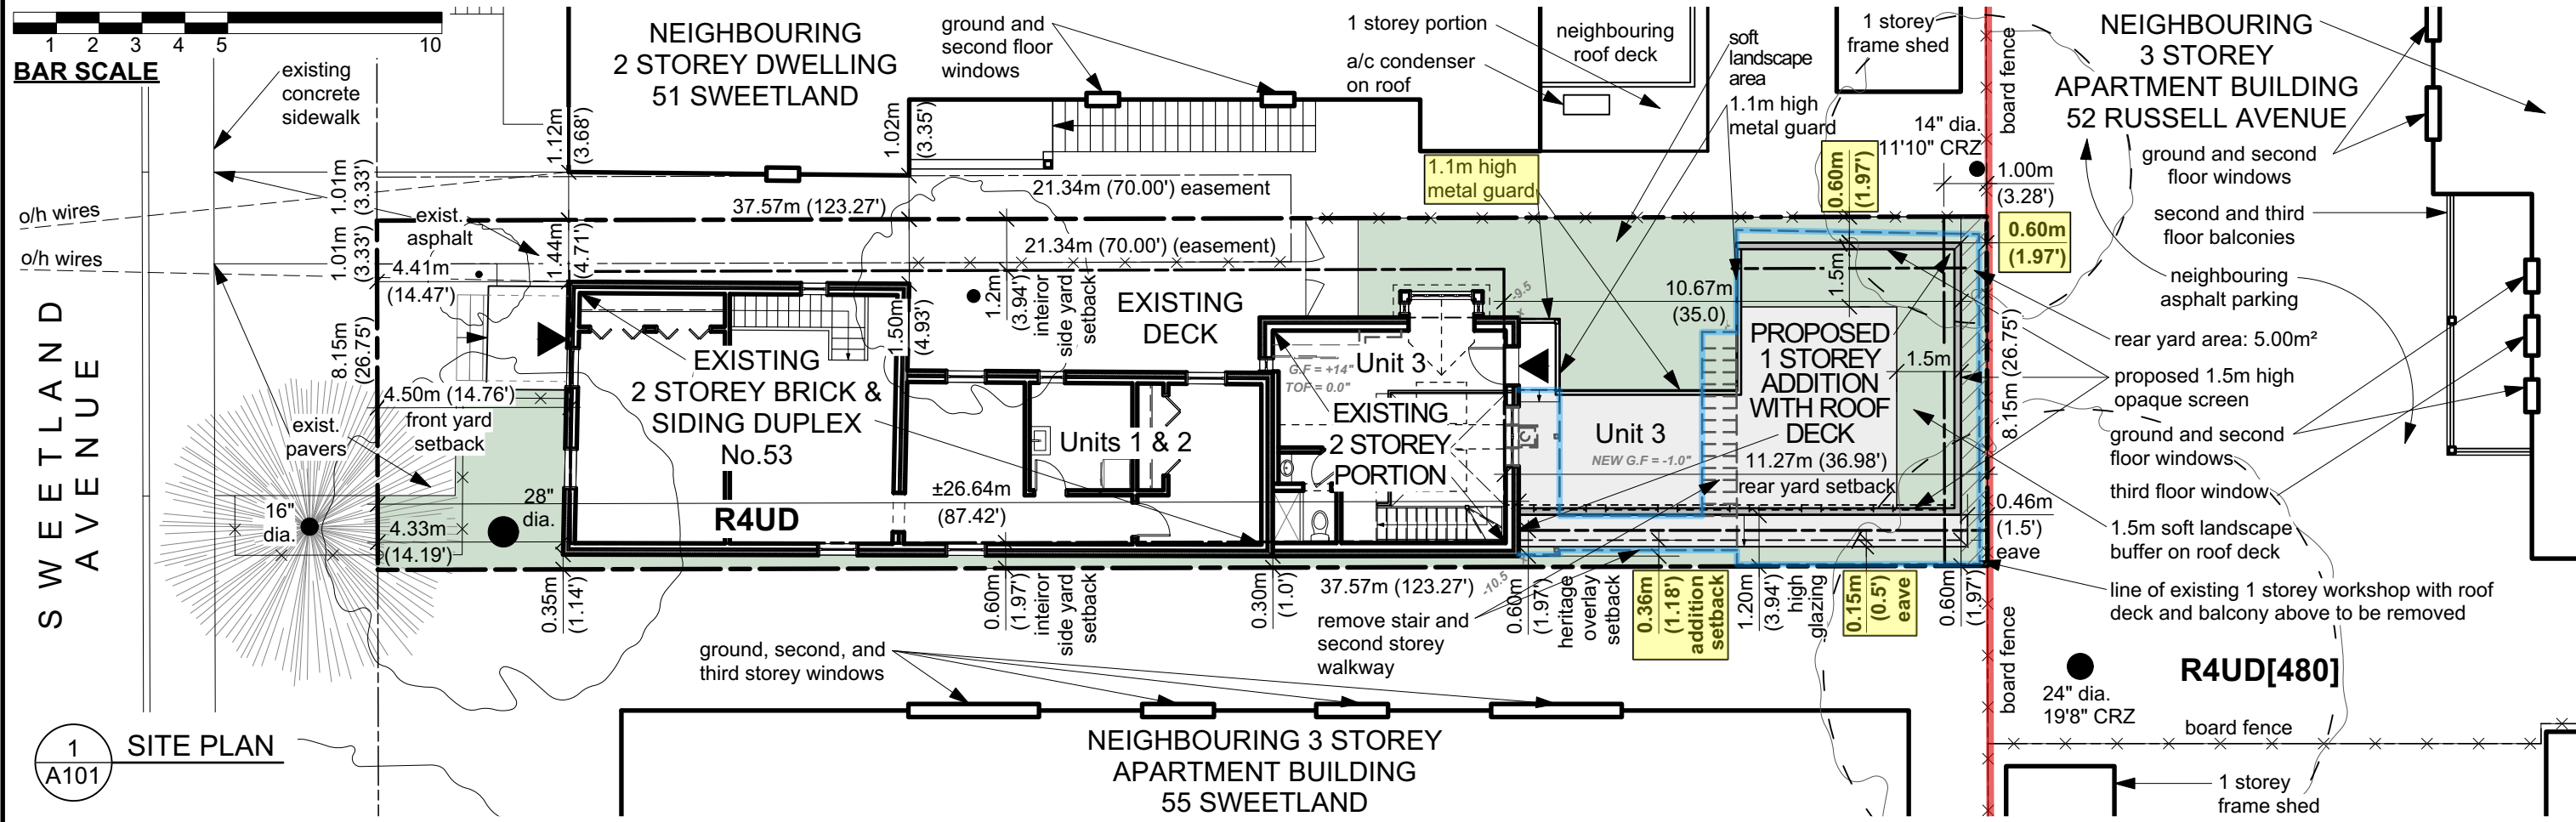 1 2 3 4 5 10
BAR SCALE
existing
concrete
sidewalk
NEIGHBOURING
2 STOREY DWELLING
51 SWEETLAND
ground and
second floor
windows
1 storey portion
a/c condenser
on roof
neighbouring
roof deck
soft
landscape
area
1.1m high
metal guard
1 storey
frame shed
board fence
NEIGHBOURING
3 STOREY
APARTMENT BUILDING
52 RUSSELL AVENUE
14" dia.
11'10" CRZ
1.00m
(3.28')
ground and second
floor windows
second and third
floor balconies
neighbouring
asphalt parking
1.12m
(3.68')
1.02m
(3.35')
1.1m high
metal guard
0.60m
(1.97')
0.60m
(1.97')
o/h wires
o/h wires
1.01m
(3.33')
1.01m
(3.33')
exist.
asphalt
37.57m (123.27')
21.34m (70.00') easement
21.34m (70.00') (easement)
4.41m
(14.47')
1.44m
(4.71')
1.50m
(4.93')
1.2m
(3.94')
inteiror
side yard
setback
EXISTING
DECK
-9.5
10.67m
(35.0)
1.5m
1.5m
SWEETLAND
AVENUE
8.15m
(26.75')
4.50m (14.76')
front yard
setback
exist.
pavers
16"
dia.
28"
dia.
4.33m
(14.19')
EXISTING
2 STOREY BRICK &
SIDING DUPLEX
No.53
R4UD
Units 1 & 2
±26.64m
(87.42')
Unit 3
G.F = +14"
TOF = 0.0"
EXISTING
2 STOREY
PORTION
Unit 3
NEW G.F = -1.0"
PROPOSED
1 STOREY
ADDITION
WITH ROOF
DECK
11.27m (36.98')
rear yard setback
8.15m (26.75')
rear yard area: 5.00m²
proposed 1.5m high
opaque screen
ground and second
floor windows
third floor window
1.5m soft landscape
buffer on roof deck
0.46m
(1.5')
eave
line of existing 1 storey workshop with roof
deck and balcony above to be removed
0.35m
(1.14')
0.60m
(1.97')
inteiror
side yard
setback
0.30m
(1.0')
37.57m (123.27')
-10.5
remove stair and
second storey
walkway
0.60m
(1.97')
heritage
overlay
setback
0.36m
(1.18')
addition
setback
1.20m
(3.94')
high
glazing
0.15m
(0.5')
eave
0.60m
(1.97')
board fence
board fence
ground, second, and
third storey windows
NEIGHBOURING 3 STOREY
APARTMENT BUILDING
55 SWEETLAND
24" dia.
19'8" CRZ
R4UD[480]
board fence
1 storey
frame shed
1
A101
SITE PLAN